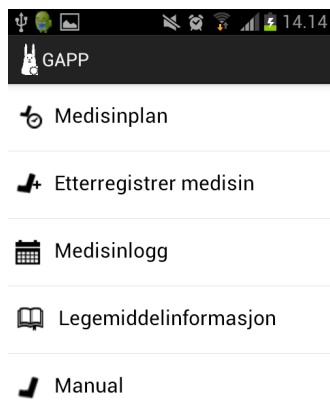 14.14
GAPP
Medisinplan
Etterregistrer medisin
Medisinlogg
Legemiddelinformasjon
Manual